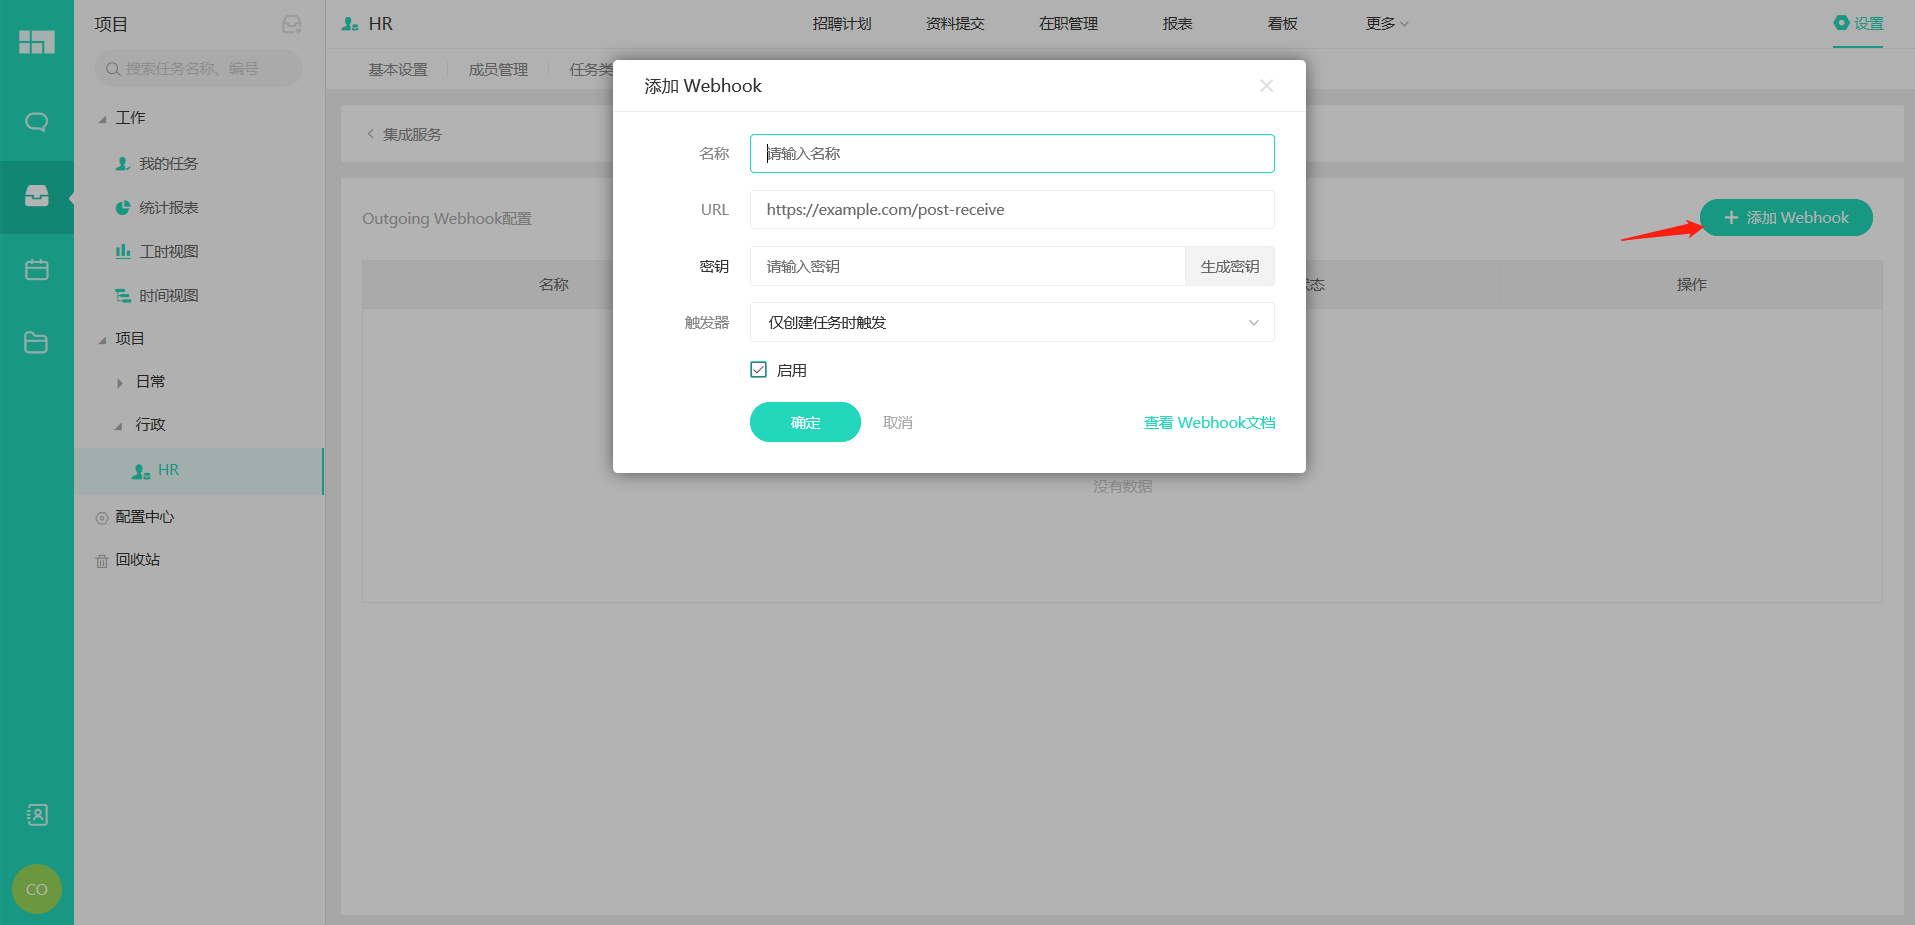 项目
搜索任务名称、编号
工作
我的任务
统计报表
工时视图
时间视图
项目
日常
行政
HR
配置中心
回收站
CO
HR
招聘计划
资料提交
在职管理
报表
看板
更多
设置
基本设置
成员管理
任务类
集成服务
Outgoing Webhook配置
添加 Webhook
名称
态
操作
没有数据
添加 Webhook
名称
请输入名称
URL
https://example.com/post-receive
密钥
请输入密钥
生成密钥
触发器
仅创建任务时触发
启用
确定
取消
查看 Webhook文档